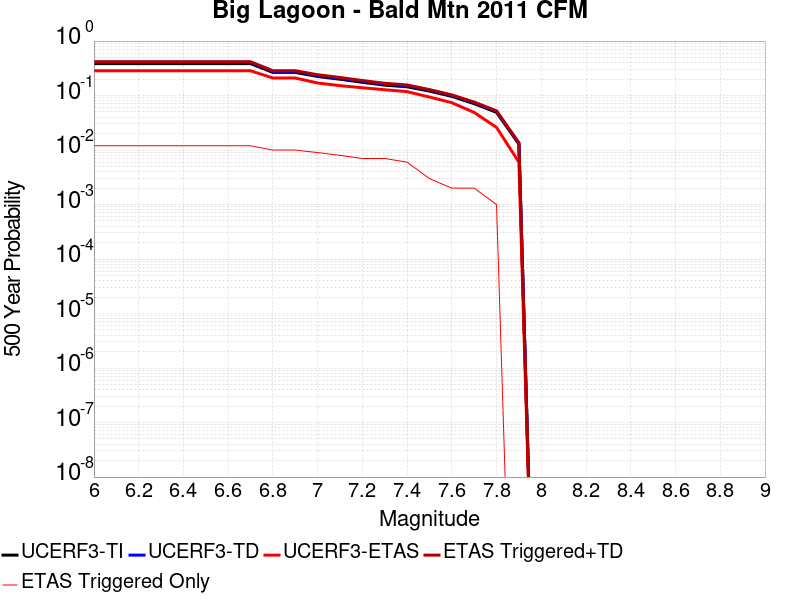 Big Lagoon - Bald Mtn 2011 CFM
10^0
10^-1
10^-2
10^-3
10^-4
10^-5
10^-6
10^-7
10^-8
500 Year Probability
6 6.2 6.4 6.6 6.8 7 7.2 7.4 7.6 7.8 8 8.2 8.4 8.6 8.8 9
Magnitude
UCERF3-TI UCERF3-TD UCERF3-ETAS ETAS Triggered+TD
ETAS Triggered Only